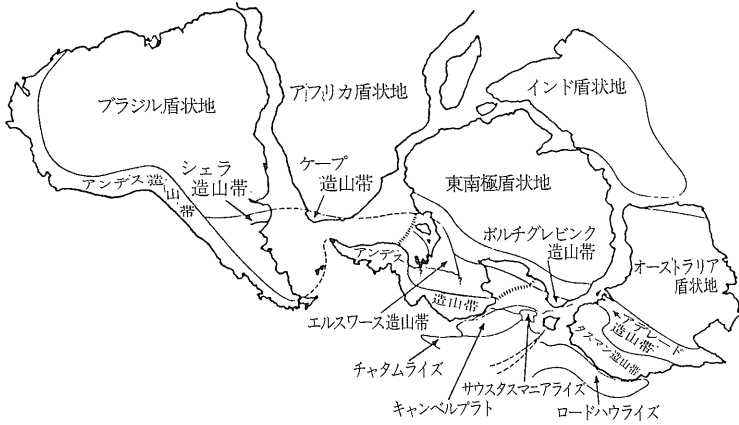 ブラジル盾状地
アフリカ盾状地
インド盾状地
アンデス造山帯
シェラ
造山帯
ケープ
造山帯
東南極盾状地
ボルチグレビンク
造山帯
オーストラリア
盾状地
アンデス
造山帯
エルスワース造山帯
アデレード
造山帯
タスマン造山帯
チャタムライズ
キャンベルプラト
サウスタスマニアライズ
ロードハウライズ